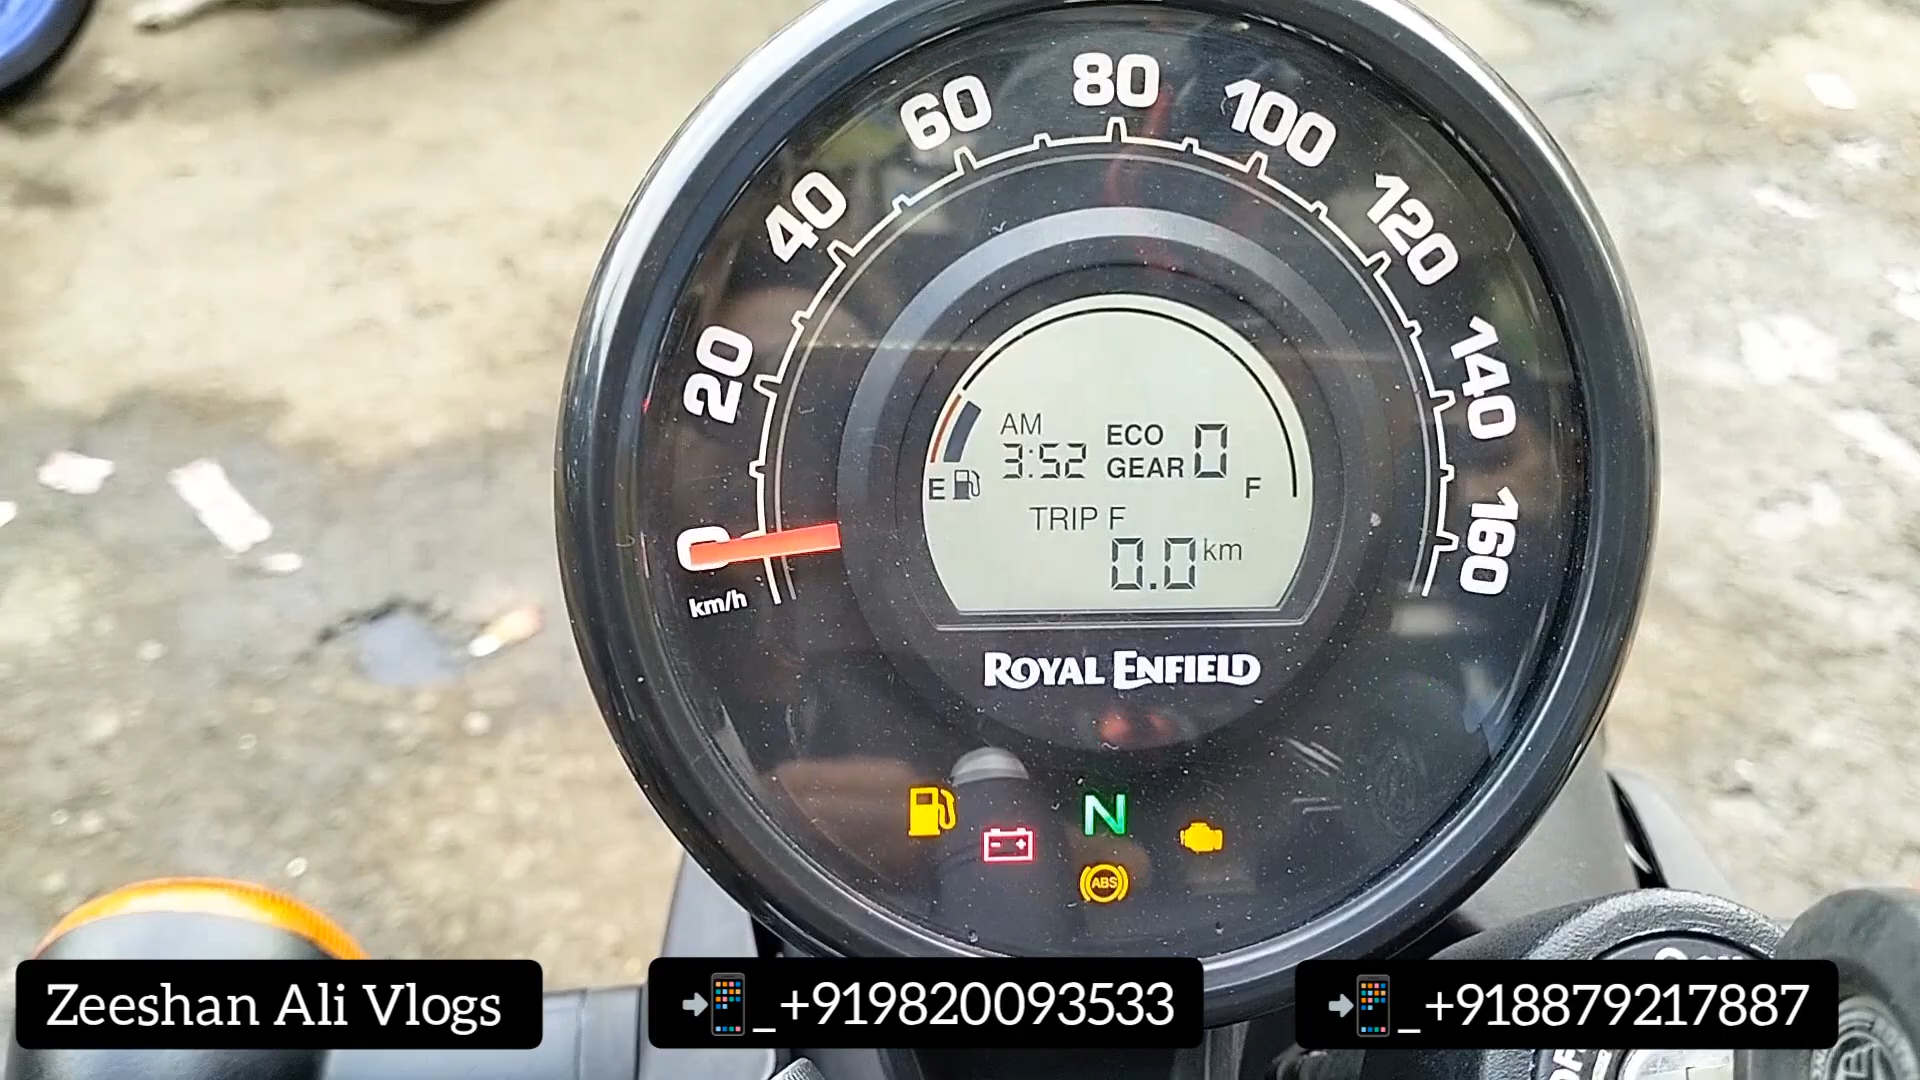 80
60
100
40
120
20
140
0
160
km/h
AM
3:52
ECO
GEAR 0
E
F
TRIP F
0.0 km
ROYAL ENFIELD
N
ABS
Zeeshan Ali Vlogs
_+919820093533
_+918879217887